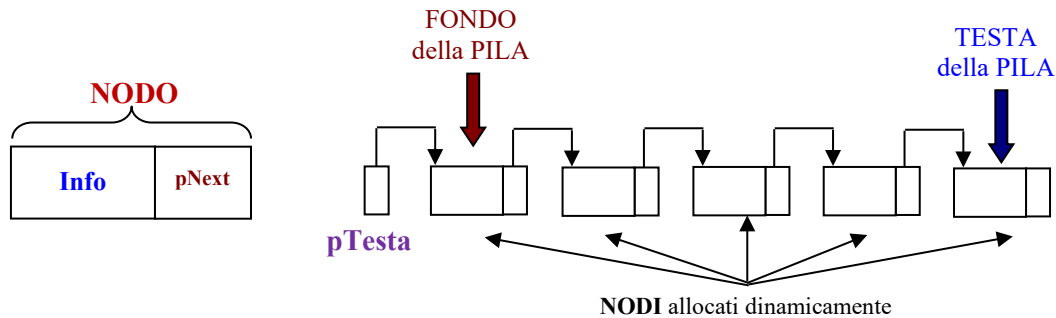 FONDO
della PILA
TESTA
della PILA
NODO
Info
pNext
pTesta
NODI allocati dinamicamente